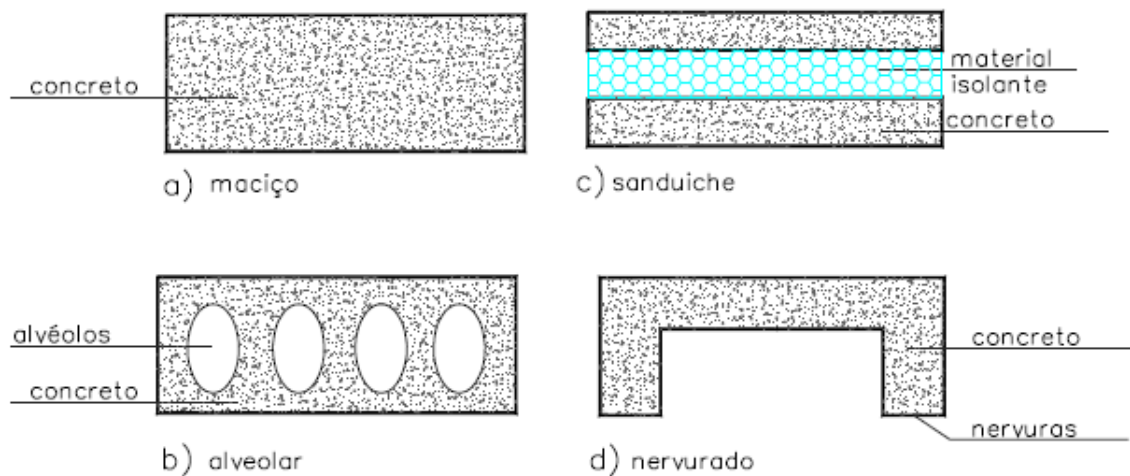 concreto
a) maciço
material
isolante
concreto
c) sanduiche
alvéolos
concreto
b) alveolar
concreto
nervuras
d) nervurado